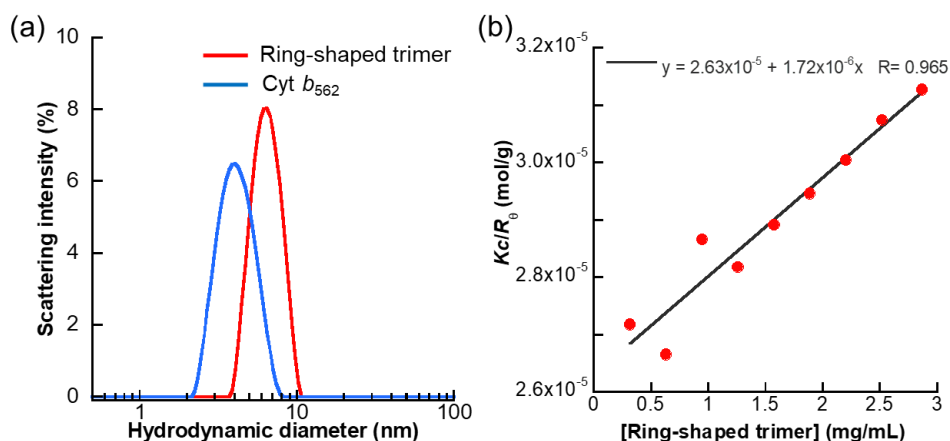 (a)
10
8
6
4
2
0
Scattering intensity (%)
Ring-shaped trimer
Cyt b562
1
10
100
Hydrodynamic diameter (nm)
(b)
3.2x10-5
3.0x10-5
2.8x10-5
2.6x10-5
Kc/Rθ (mol/g)
y = 2.63x10-5 + 1.72x10-6x R= 0.965
0 0.5 1 1.5 2 2.5 3
[Ring-shaped trimer] (mg/mL)